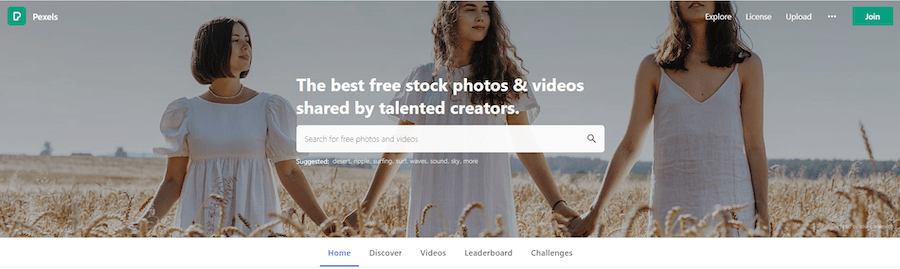 Pexels
Explore License Upload ••• Join
The best free stock photos & videos
shared by talented creators.
Search for free photos and videos
Suggested: desert, ripple, surfing, surf, waves, sound, sky, more
Home Discover Videos Leaderboard Challenges